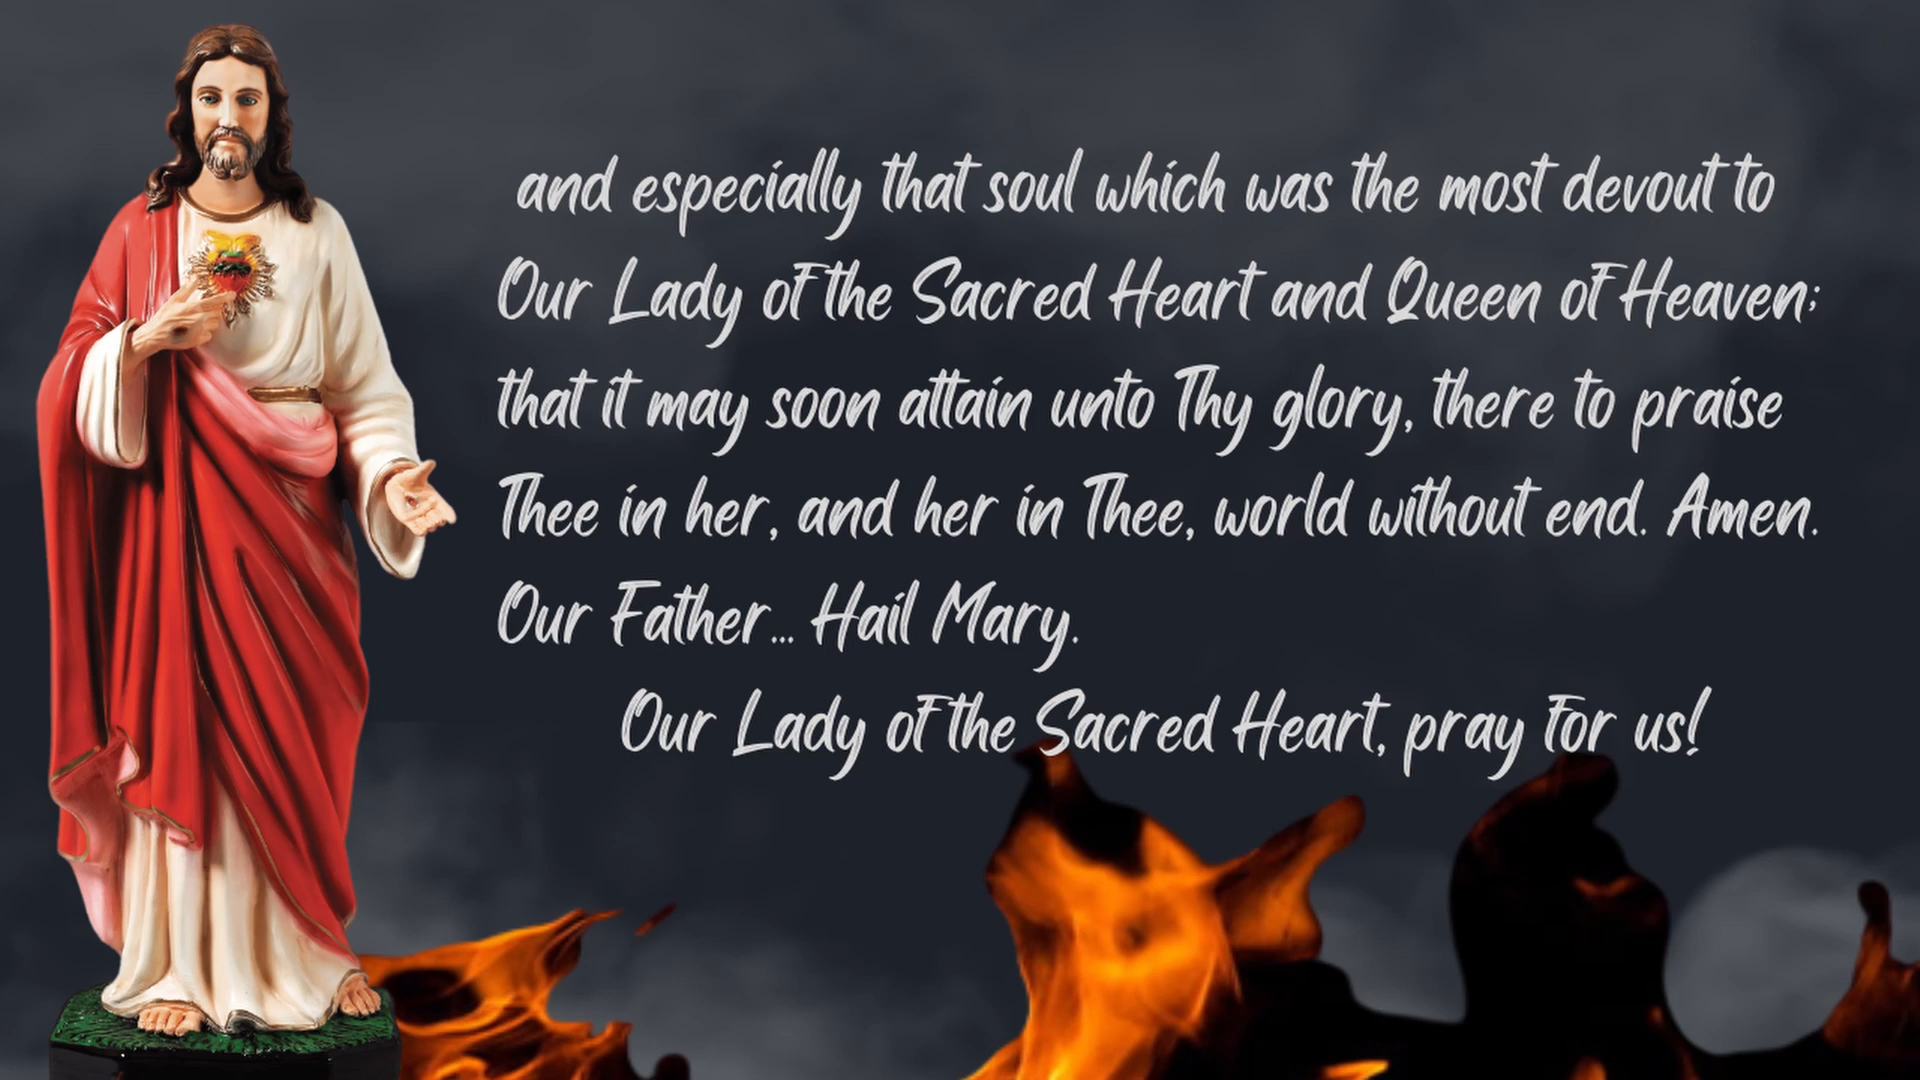 and especially that soul which was the most devout to
Our Lady of the Sacred Heart and Queen of Heaven;
that it may soon attain unto Thy glory, there to praise
Thee in her, and her in Thee, world without end. Amen.
Our Father... Hail Mary.
Our Lady of the Sacred Heart, pray for us!